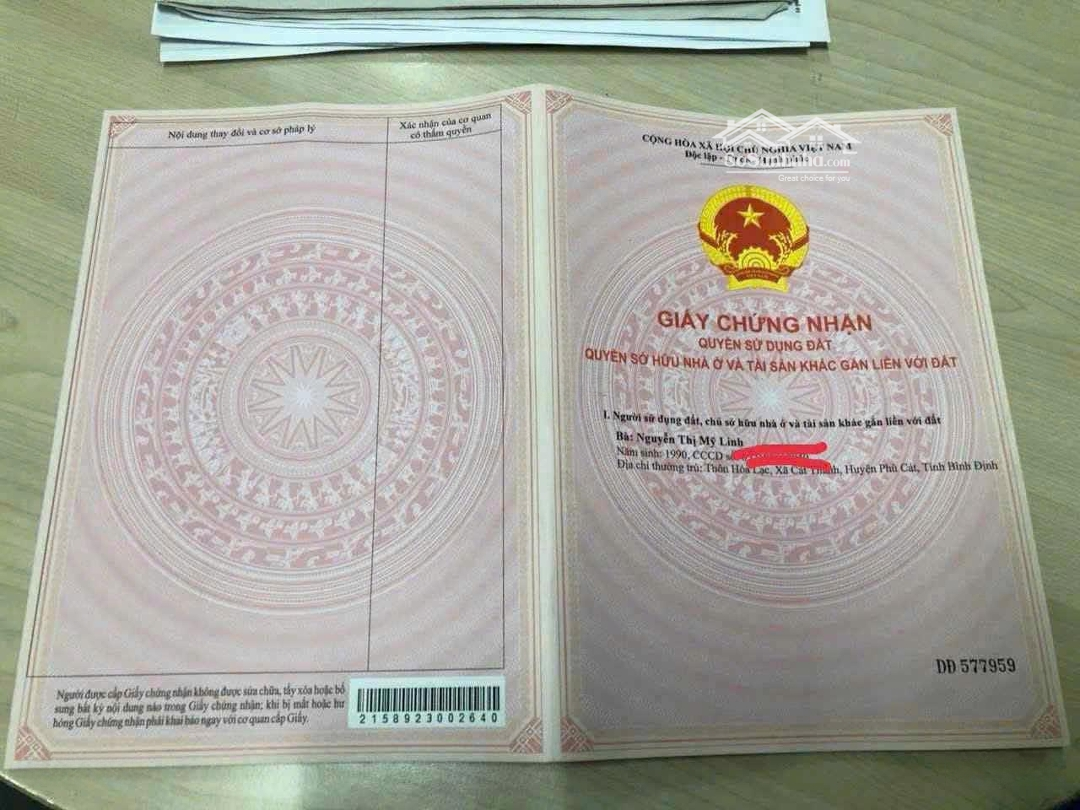 Nội dung thay đổi và cơ sở pháp lý
Xác nhận của cơ quan
có thẩm quyền
Người được cấp Giấy chứng nhận không được sửa chữa, tẩy xóa hoặc bổ
sung bất kỳ nội dung nào trong Giấy chứng nhận; khi bị mất hoặc hư
hỏng Giấy chứng nhận phải khai báo ngay với cơ quan cấp Giấy.
2158923002640
CỘNG HÒA XÃ HỘI CHỦ NGHĨA VIỆT NAM
Độc lập -
.com
Great choice for you
GIẤY CHỨNG NHẬN
QUYỀN SỬ DỤNG ĐẤT
QUYỀN SỞ HỮU NHÀ Ở VÀ TÀI SẢN KHÁC GẮN LIỀN VỚI ĐẤT
I. Người sử dụng đất, chủ sở hữu nhà ở và tài sản khác gắn liền với đất
Bà: Nguyễn Thị Mỹ Linh
Năm sinh: 1990, CCCD
Địa chỉ thường trú: Thôn Hòa Lạc, Xã Cát Thành, Huyện Phù Cát, Tỉnh Bình Định
DĐ 577959